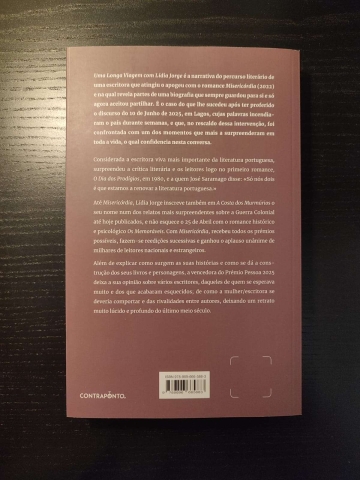 Uma Longa Viagem com Lídia Jorge é a narrativa do percurso literário de
uma escritora que atingiu o apogeu com o romance Misericórdia (2022)
e os qual revela partes de uma biografia que sempre guardou para si e só
agora aceitou partilhar. É o caso do que lhe sucedeu após ter proferido
o discurso do 10 de Junho de 2025, em Lagos, cujas palavras incendia-
ram o país durante semanas, e que, no rescaldo dessa intervenção, foi
confrontada com um dos momentos que mais a surpreenderam em
toda a vida, o qual confidencia nesta conversa.
Considerada a escritora viva mais importante da literatura portuguesa,
surpreendeu a crítica literária e os leitores logo no primeiro romance,
O Dia dos Prodígios, em 1980, e a quem José Saramago disse: «Só nós dois
é que estamos a renovar a literatura portuguesa.»
Até Misericórdia, Lídia Jorge inscreve também em A Costa dos Murmúrios o
seu nome num dos relatos mais surpreendentes sobre a Guerra Colonial
até hoje publicados, e não esquece o 25 de Abril com o romance histórico
e psicológico Os Memoráveis. Com Misericórdia, recebeu todos os prémios
possíveis, fazem-se reedições sucessivas e ganhou o aplauso unânime de
milhares de leitores nacionais e estrangeiros.
Além de explicar como surgem as suas histórias e como se dá a cons-
trução dos seus livros e personagens, a vencedora do Prémio Pessoa 2025
deixa a sua opinião sobre vários escritores, daqueles de quem se esperava
muito e dos que acabaram esquecidos; de como a mulher/escritora se
deveria comportar e das rivalidades entre autores, deixando um retrato
muito lúcido e profundo do último meio século.
CONTRAPONTO